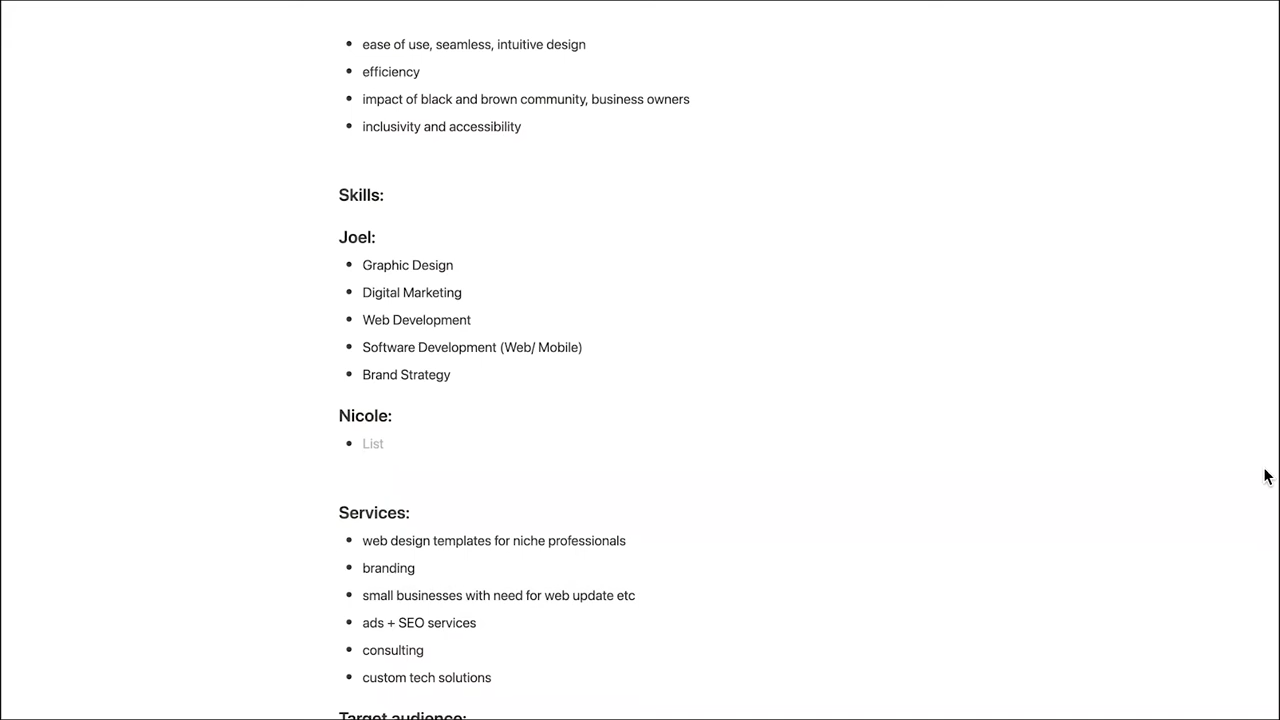 ease of use, seamless, intuitive design
efficiency
impact of black and brown community, business owners
inclusivity and accessibility
Skills:
Joel:
Graphic Design
Digital Marketing
Web Development
Software Development (Web/ Mobile)
Brand Strategy
Nicole:
List
Services:
web design templates for niche professionals
branding
small businesses with need for web update etc
ads + SEO services
consulting
custom tech solutions
Target audience: